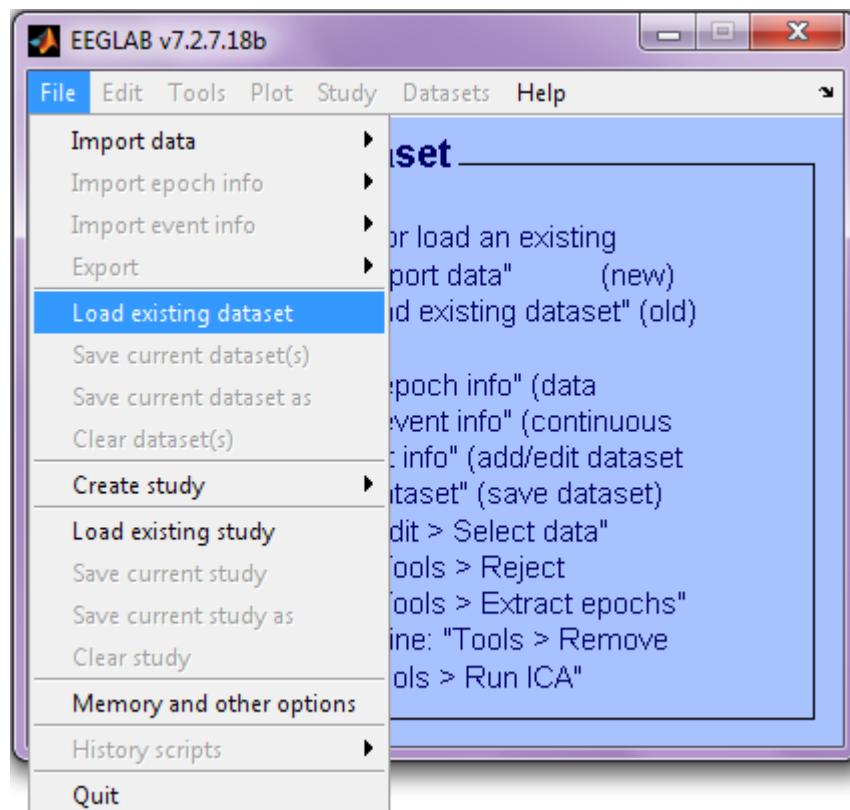 EEGLAB v7.2.7.18b
File Edit Tools Plot Study Datasets Help
Import data
Import epoch info
Import event info
Export
Load existing dataset
Save current dataset(s)
Save current dataset as
Clear dataset(s)
Create study
Load existing study
Save current study
Save current study as
Clear study
Memory and other options
History scripts
Quit
set
or load an existing
port data" (new)
d existing dataset" (old)
epoch info" (data
event info" (continuous
info" (add/edit dataset
taset" (save dataset)
dit > Select data"
ools > Reject
ools > Extract epochs"
ine: "Tools > Remove
ols > Run ICA"